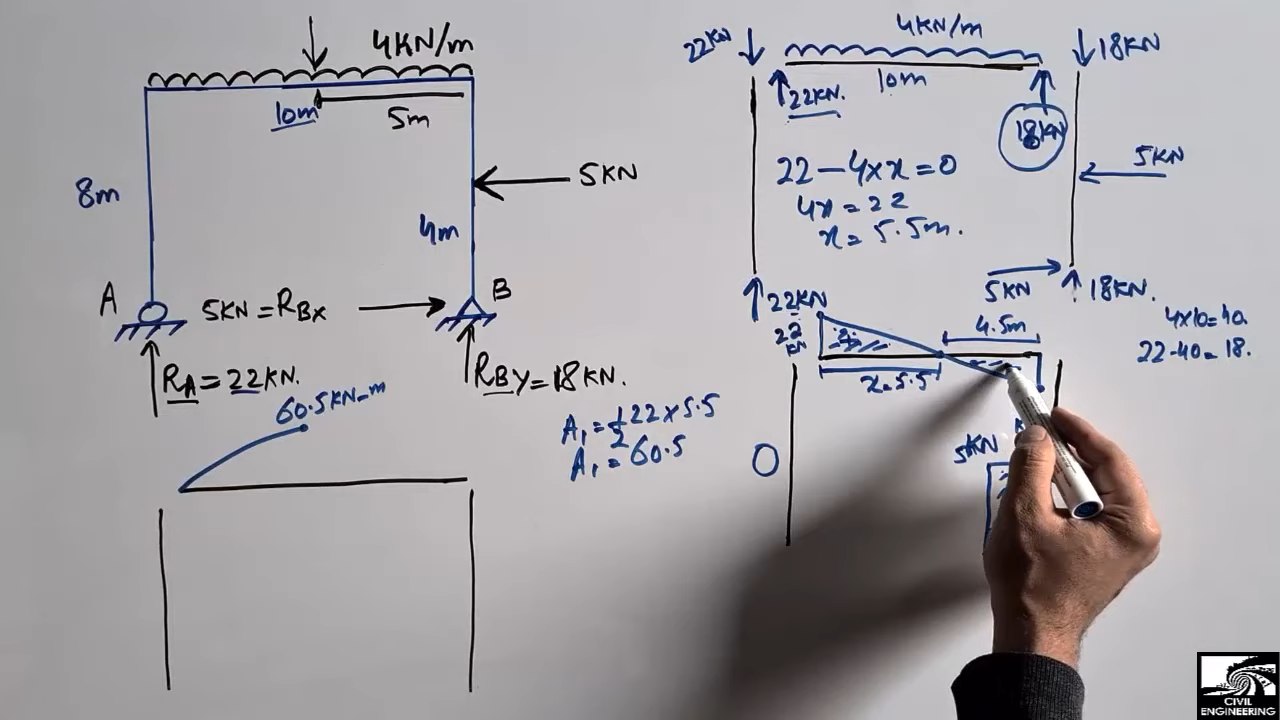 4KN/m
10m
5m
8m
5KN
4m
A
B
5KN = RBx
RA = 22KN.
RBy = 18KN.
60.5KN-m
A1 = 1/2 22 x 5.5
A1 = 60.5
22KN
4KN/m
18KN
22KN.
10m
18KN
22 - 4 x x = 0
4x = 22
x = 5.5m.
5KN
5KN
18KN.
22KN
22
KN
x = 5.5
4.5m
4x10=40.
22-40=18.
0
5KN
CIVIL
ENGINEERING